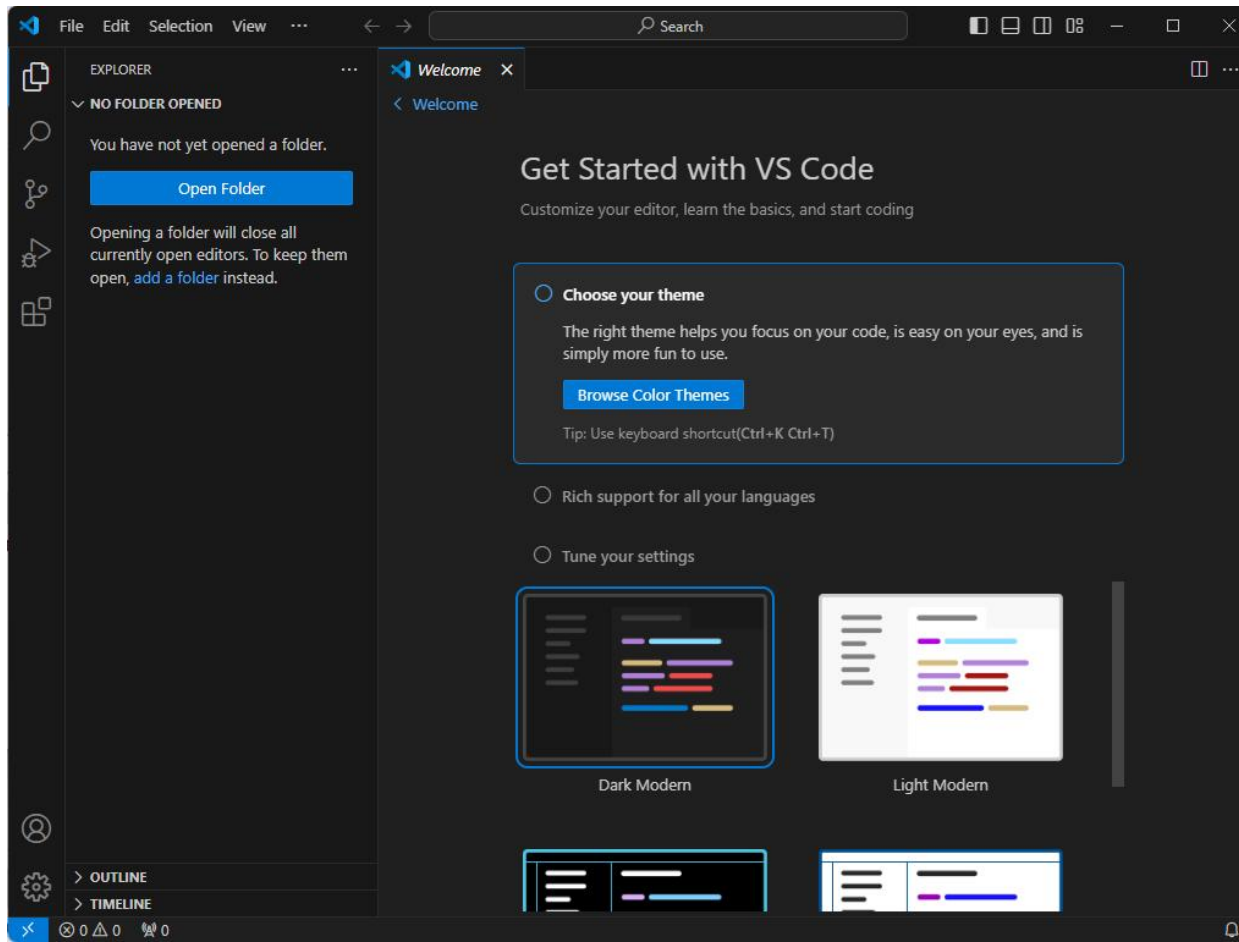 File Edit Selection View ···
Search
EXPLORER ···
NO FOLDER OPENED
You have not yet opened a folder.
Open Folder
Opening a folder will close all
currently open editors. To keep them
open, add a folder instead.
OUTLINE
TIMELINE
Welcome
Welcome
Get Started with VS Code
Customize your editor, learn the basics, and start coding
Choose your theme
The right theme helps you focus on your code, is easy on your eyes, and is
simply more fun to use.
Browse Color Themes
Tip: Use keyboard shortcut(Ctrl+K Ctrl+T)
Rich support for all your languages
Tune your settings
Dark Modern
Light Modern
0 0 0